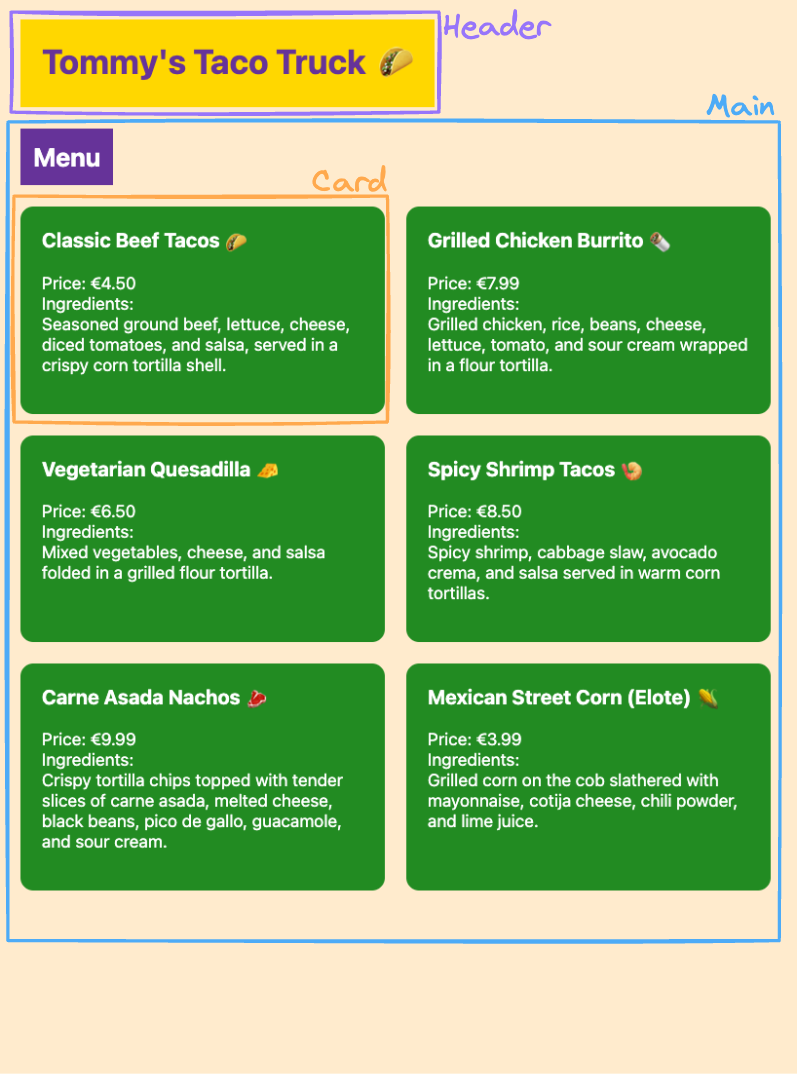 Header
Tommy's Taco Truck 🌮
Main
Menu
Card
Classic Beef Tacos 🌮
Price: €4.50
Ingredients:
Seasoned ground beef, lettuce, cheese,
diced tomatoes, and salsa, served in a
crispy corn tortilla shell.
Grilled Chicken Burrito 🌯
Price: €7.99
Ingredients:
Grilled chicken, rice, beans, cheese,
lettuce, tomato, and sour cream wrapped
in a flour tortilla.
Vegetarian Quesadilla 🧀
Price: €6.50
Ingredients:
Mixed vegetables, cheese, and salsa
folded in a grilled flour tortilla.
Spicy Shrimp Tacos 🍤
Price: €8.50
Ingredients:
Spicy shrimp, cabbage slaw, avocado
crema, and salsa served in warm corn
tortillas.
Carne Asada Nachos 🥩
Price: €9.99
Ingredients:
Crispy tortilla chips topped with tender
slices of carne asada, melted cheese,
black beans, pico de gallo, guacamole,
and sour cream.
Mexican Street Corn (Elote) 🌽
Price: €3.99
Ingredients:
Grilled corn on the cob slathered with
mayonnaise, cotija cheese, chili powder,
and lime juice.